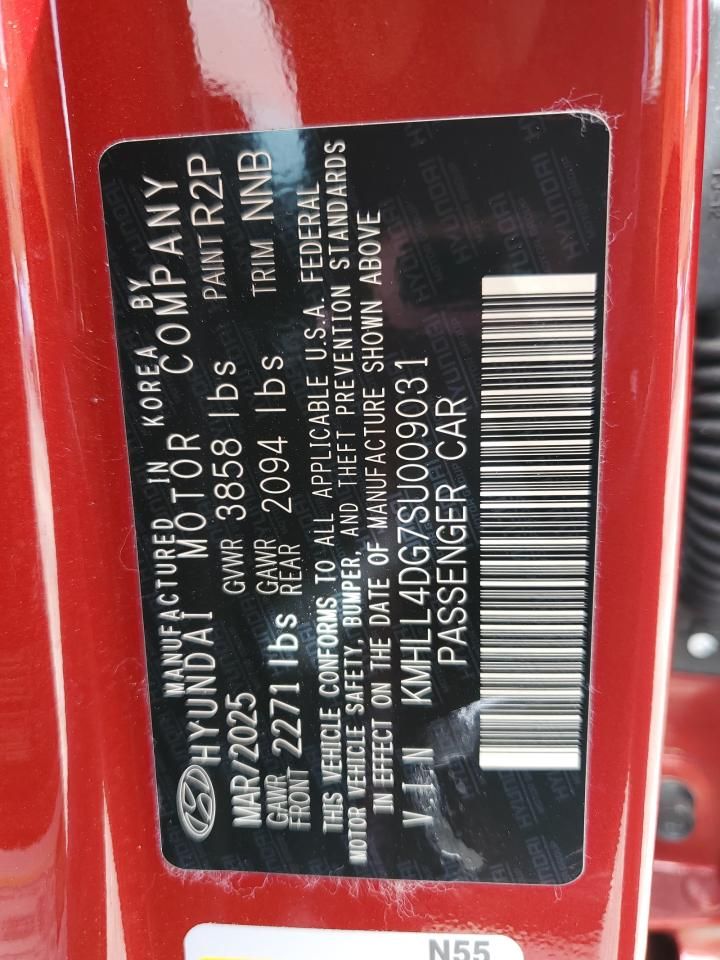 MANUFACTURED IN KOREA BY
HYUNDAI MOTOR COMPANY
MAR/2025 GVWR 3858 lbs PAINT R2P
GAWR FRONT 2271 lbs GAWR REAR 2094 lbs TRIM NNB
THIS VEHICLE CONFORMS TO ALL APPLICABLE U.S.A. FEDERAL
MOTOR VEHICLE SAFETY, BUMPER, AND THEFT PREVENTION STANDARDS
IN EFFECT ON THE DATE OF MANUFACTURE SHOWN ABOVE
VIN KMHLL4DG7SU009031
PASSENGER CAR
N55